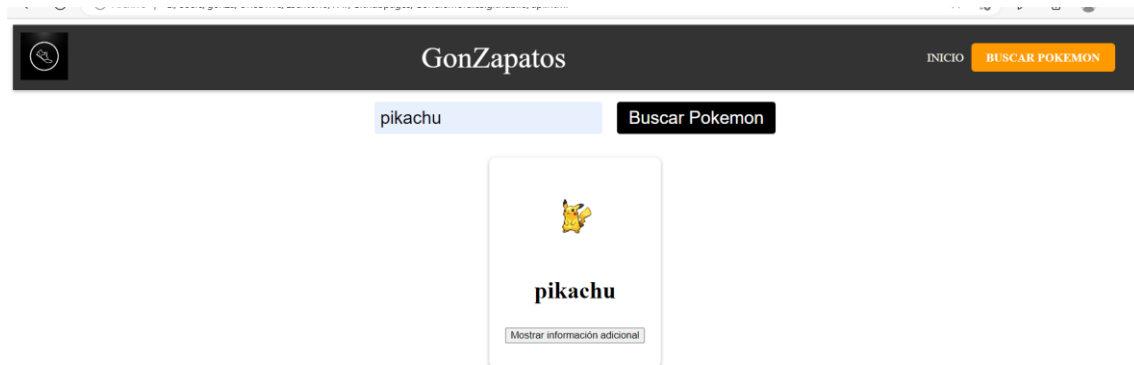 GonZapatos
INICIO
BUSCAR POKEMON
pikachu
Buscar Pokemon
pikachu
Mostrar información adicional